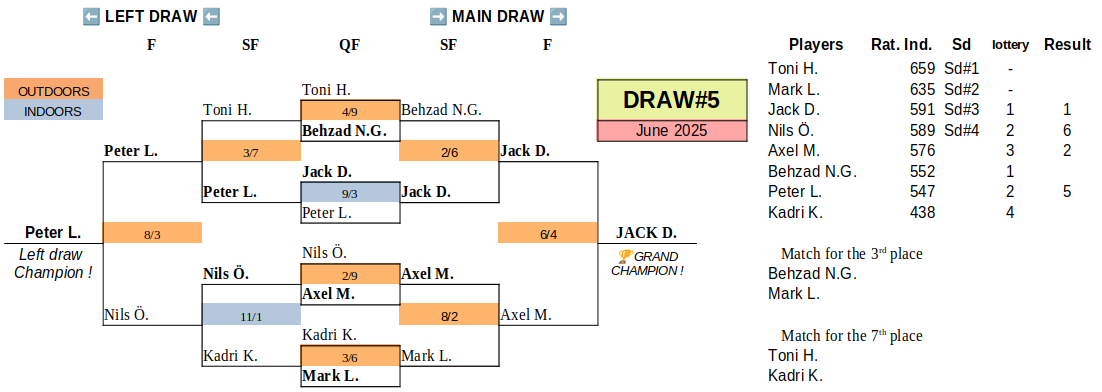 ⬅ LEFT DRAW ⬅ ➡ MAIN DRAW ➡
F SF QF SF F
Players Rat. Ind. Sd lottery Result
Toni H. 659 Sd#1 -
Mark L. 635 Sd#2 -
Jack D. 591 Sd#3 1 1
Nils Ö. 589 Sd#4 2 6
Axel M. 576 3 2
Behzad N.G. 552 1
Peter L. 547 2 5
Kadri K. 438 4
OUTDOORS
INDOORS
DRAW#5
June 2025
Toni H.
Toni H. 4/9 Behzad N.G.
Behzad N.G.
Peter L. 3/7 2/6 Jack D.
Jack D.
Peter L. 9/3 Jack D.
Peter L.
Peter L. 8/3 6/4 JACK D.
Left draw
Champion !
🏆GRAND
CHAMPION !
Nils Ö.
Nils Ö. 2/9 Axel M.
Axel M.
Nils Ö. 11/1 8/2 Axel M.
Kadri K.
Kadri K. 3/6 Mark L.
Mark L.
Match for the 3rd place
Behzad N.G.
Mark L.
Match for the 7th place
Toni H.
Kadri K.